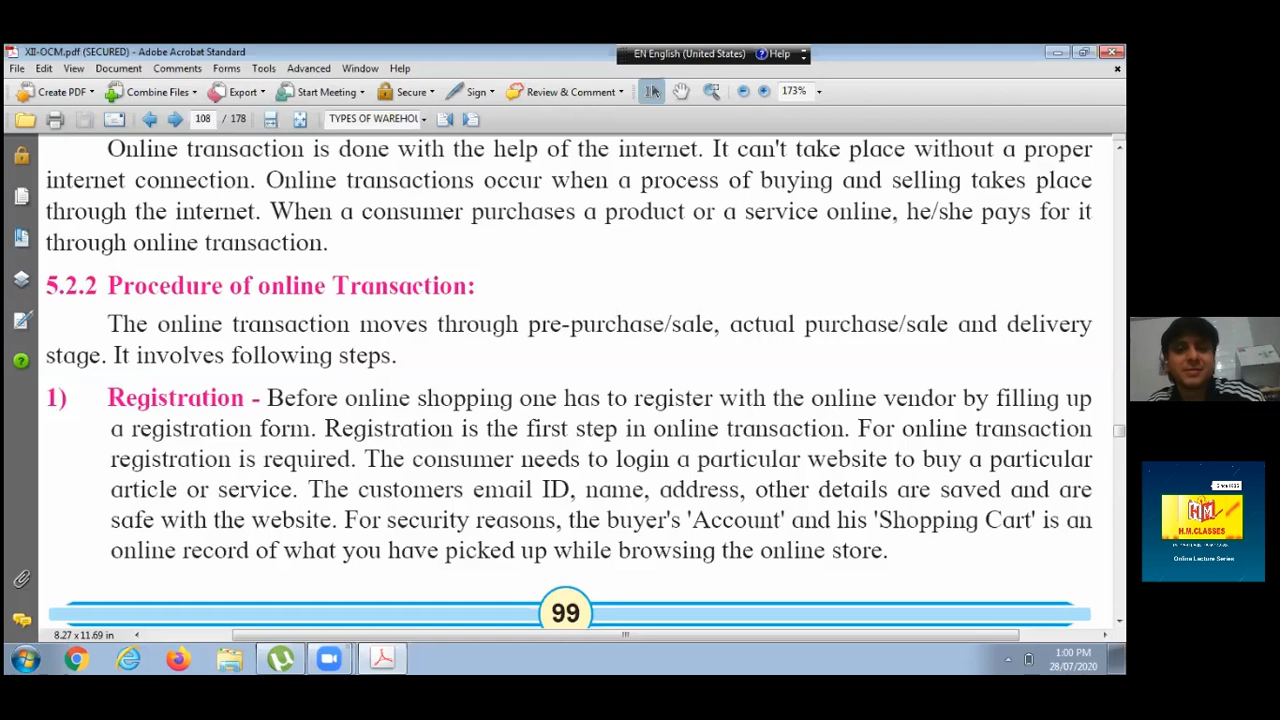 XII-OCM.pdf (SECURED) - Adobe Acrobat Standard
EN English (United States) Help
File Edit View Document Comments Forms Tools Advanced Window Help
Create PDF Combine Files Export Start Meeting Secure Sign Review & Comment 173%
108 / 178 TYPES OF WAREHOU
Online transaction is done with the help of the internet. It can't take place without a proper
internet connection. Online transactions occur when a process of buying and selling takes place
through the internet. When a consumer purchases a product or a service online, he/she pays for it
through online transaction.
5.2.2 Procedure of online Transaction:
The online transaction moves through pre-purchase/sale, actual purchase/sale and delivery
stage. It involves following steps.
1) Registration - Before online shopping one has to register with the online vendor by filling up
a registration form. Registration is the first step in online transaction. For online transaction
registration is required. The consumer needs to login a particular website to buy a particular
article or service. The customers email ID, name, address, other details are saved and are
safe with the website. For security reasons, the buyer's 'Account' and his 'Shopping Cart' is an
online record of what you have picked up while browsing the online store.
99
8.27 x 11.69 in
1:00 PM
28/07/2020
HM
H.M.CLASSES
Online Lecture Series